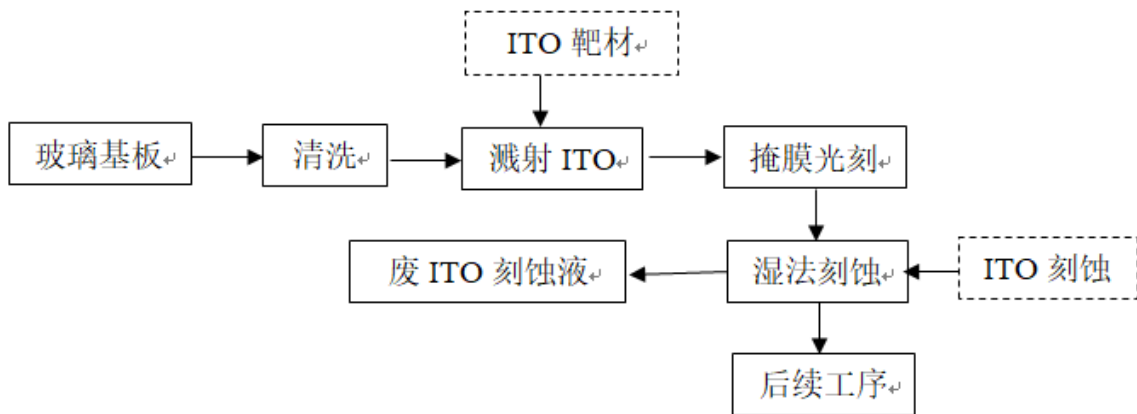 ITO 靶材
玻璃基板
清洗
溅射 ITO
掩膜光刻
废 ITO 刻蚀液
湿法刻蚀
ITO 刻蚀
后续工序